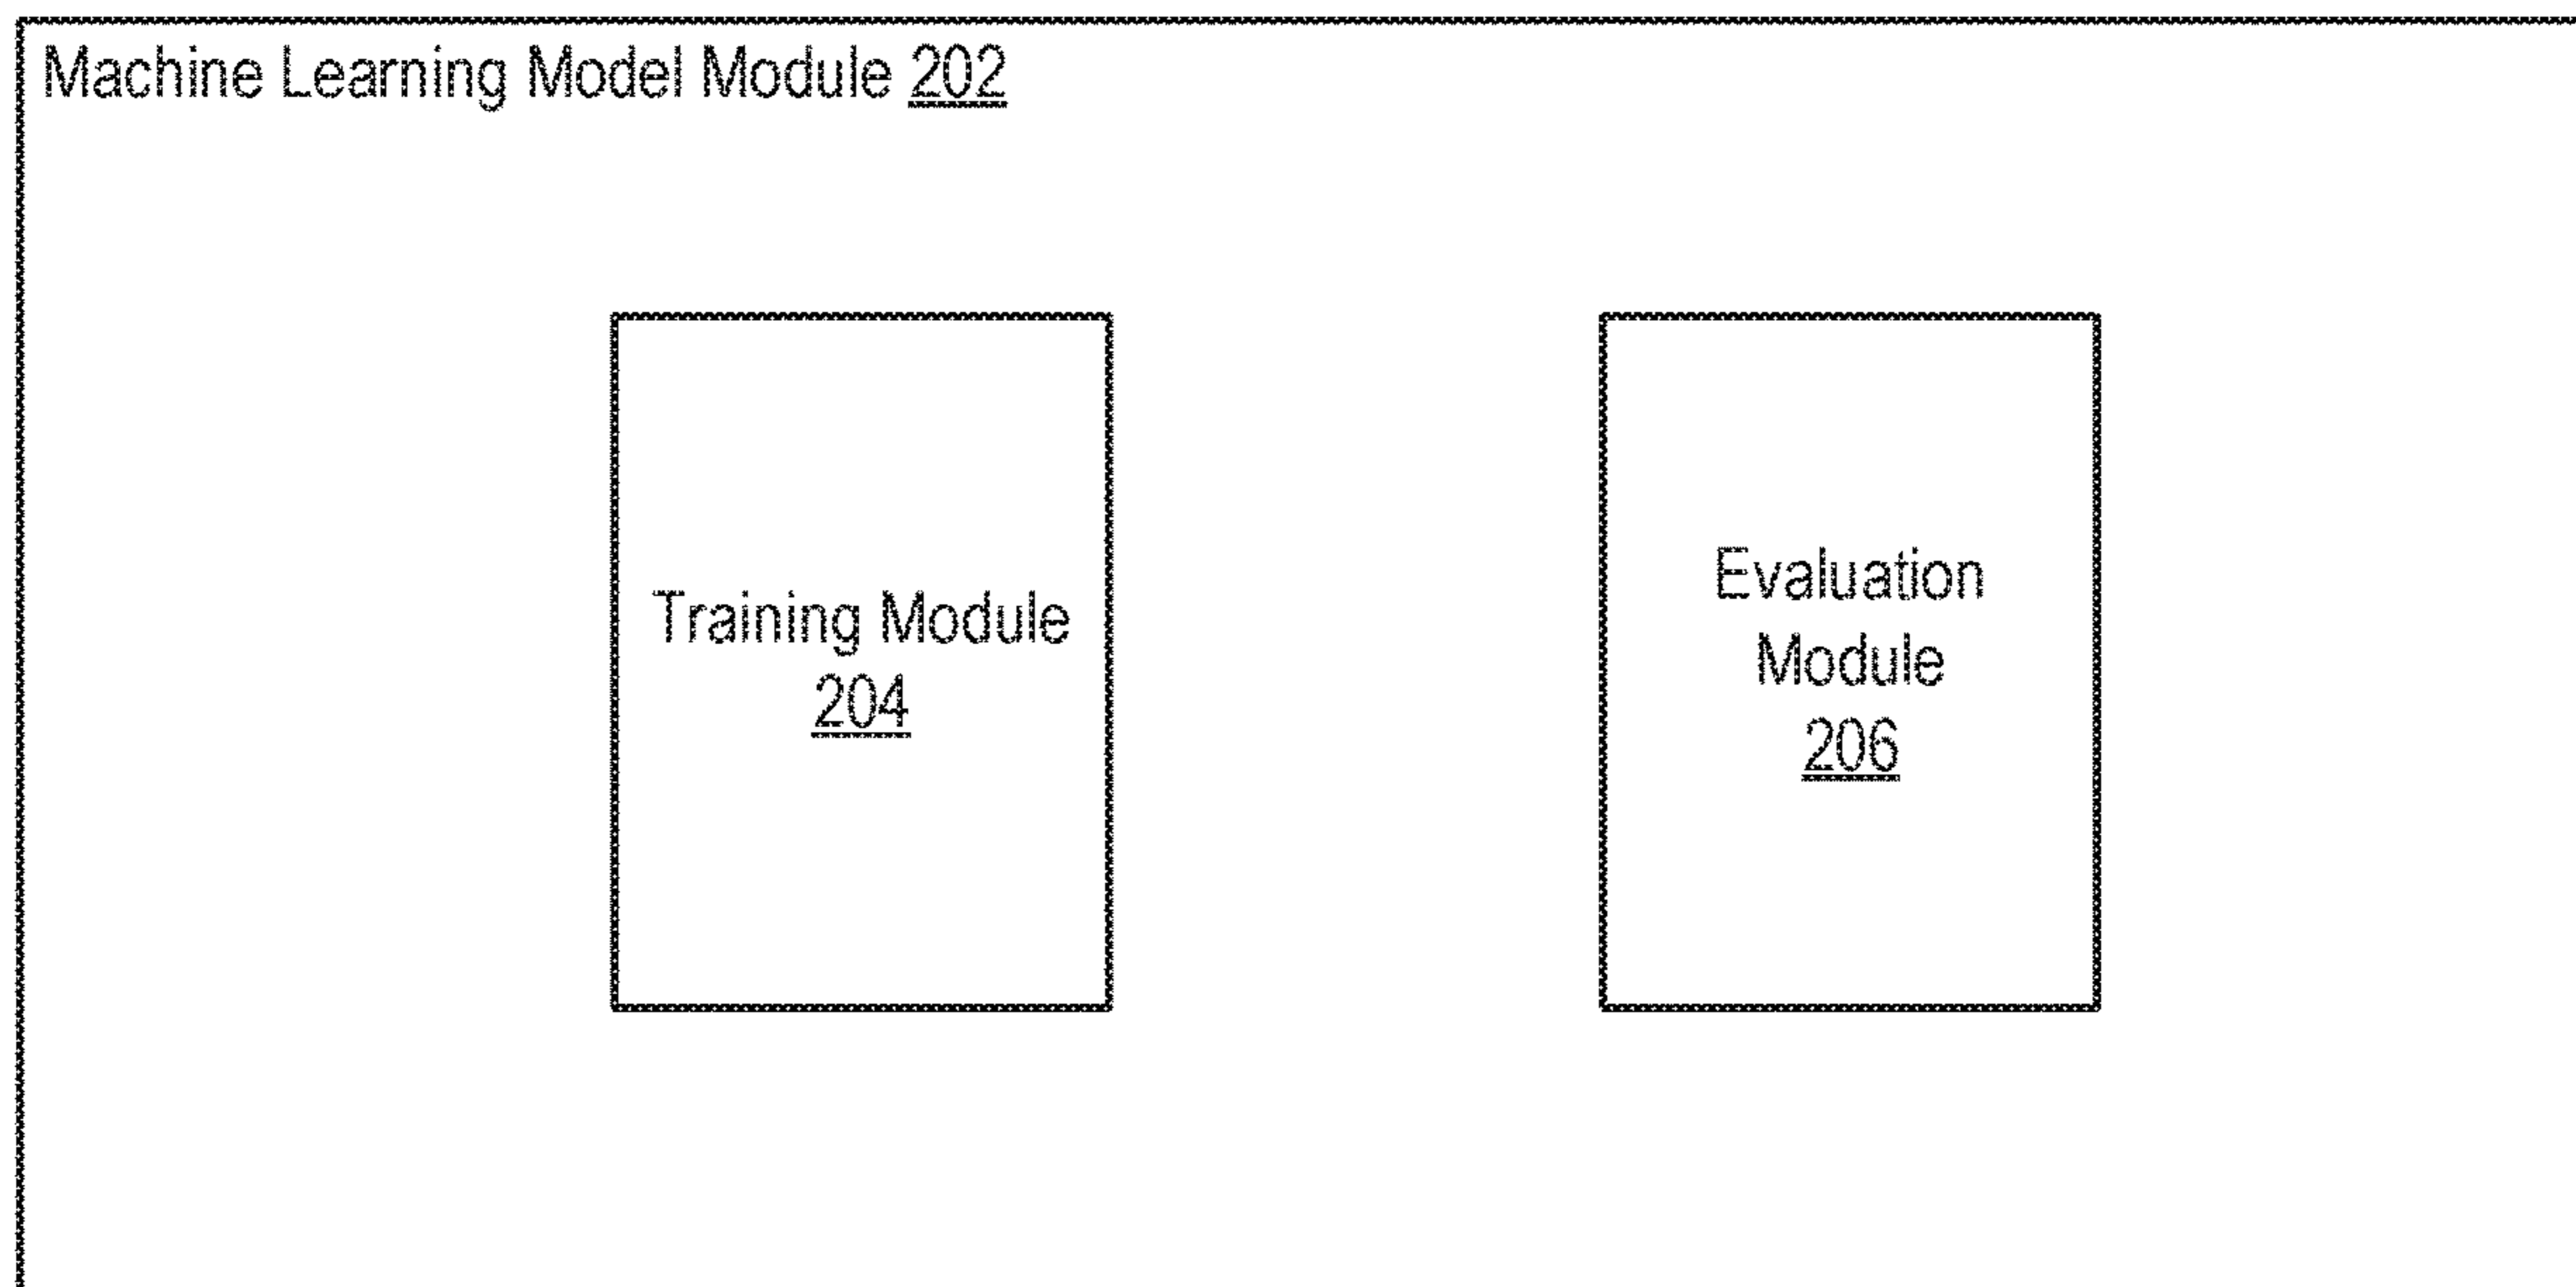 Machine Learning Model Module 202
Training Module
204
Evaluation
Module
206